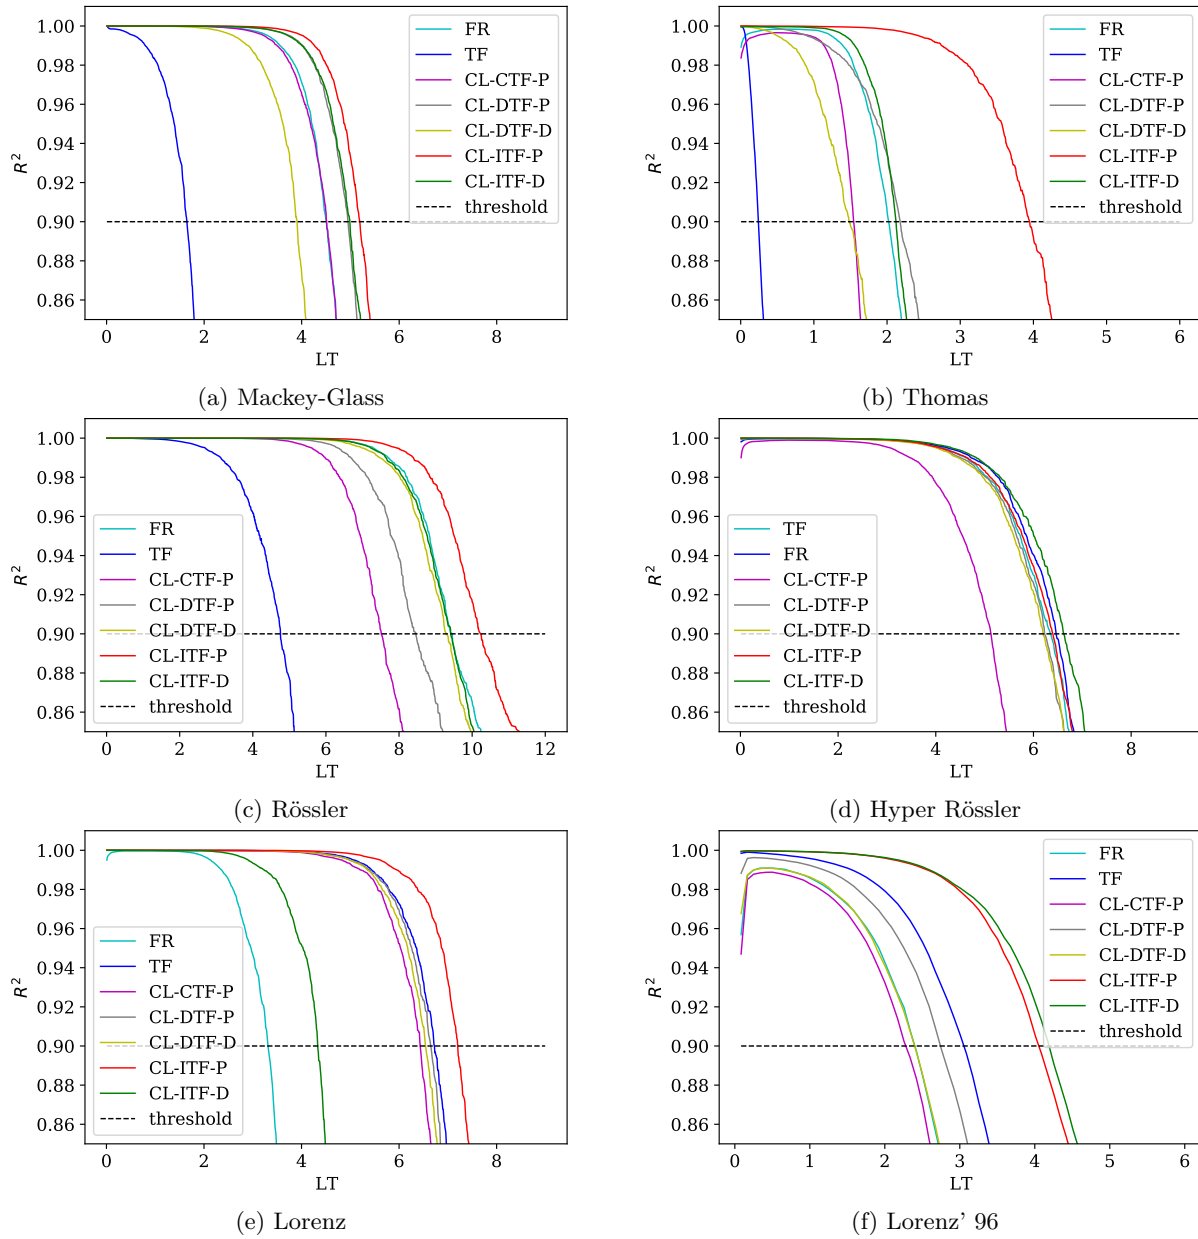 1.00
0.98
0.96
0.94
0.92
0.90
0.88
0.86
R²
0 2 4 6 8
LT
FR
TF
CL-CTF-P
CL-DTF-P
CL-DTF-D
CL-ITF-P
CL-ITF-D
threshold
(a) Mackey-Glass
1.00
0.98
0.96
0.94
0.92
0.90
0.88
0.86
R²
0 1 2 3 4 5 6
LT
FR
TF
CL-CTF-P
CL-DTF-P
CL-DTF-D
CL-ITF-P
CL-ITF-D
threshold
(b) Thomas
1.00
0.98
0.96
0.94
0.92
0.90
0.88
0.86
R²
0 2 4 6 8 10 12
LT
FR
TF
CL-CTF-P
CL-DTF-P
CL-DTF-D
CL-ITF-P
CL-ITF-D
threshold
(c) Rössler
1.00
0.98
0.96
0.94
0.92
0.90
0.88
0.86
R²
0 2 4 6 8
LT
TF
FR
CL-CTF-P
CL-DTF-P
CL-DTF-D
CL-ITF-P
CL-ITF-D
threshold
(d) Hyper Rössler
1.00
0.98
0.96
0.94
0.92
0.90
0.88
0.86
R²
0 2 4 6 8
LT
FR
TF
CL-CTF-P
CL-DTF-P
CL-DTF-D
CL-ITF-P
CL-ITF-D
threshold
(e) Lorenz
1.00
0.98
0.96
0.94
0.92
0.90
0.88
0.86
R²
0 1 2 3 4 5 6
LT
FR
TF
CL-CTF-P
CL-DTF-P
CL-DTF-D
CL-ITF-P
CL-ITF-D
threshold
(f) Lorenz' 96